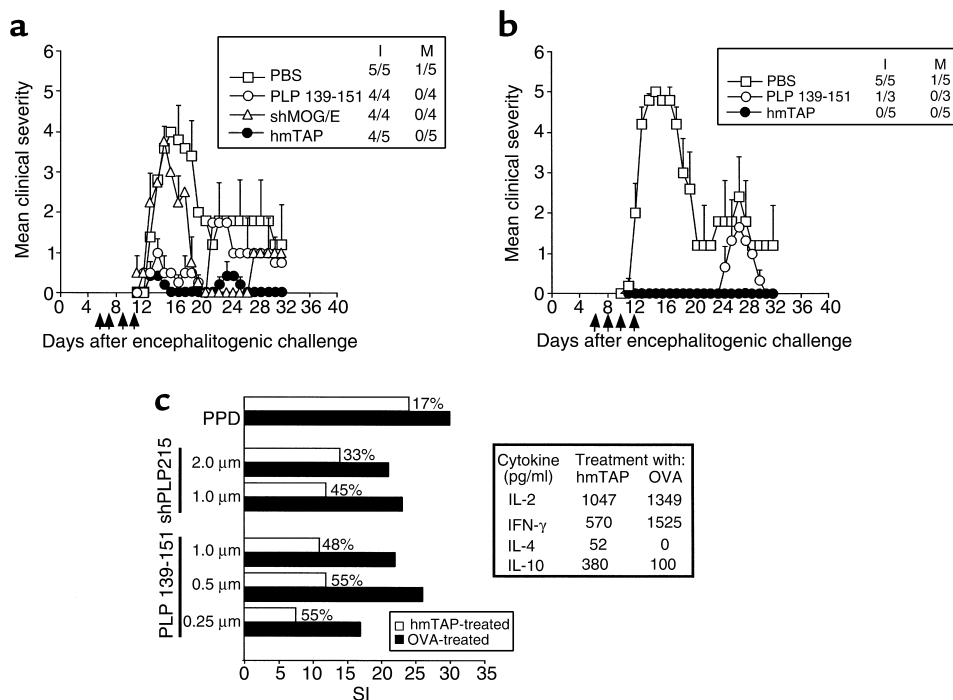 a
6
5
4
3
2
1
0
Mean clinical severity
0 4 8 12 16 20 24 28 32 36 40
Days after encephalitogenic challenge
I M
PBS 5/5 1/5
PLP 139-151 4/4 0/4
shMOG/E 4/4 0/4
hmTAP 4/5 0/5
b
6
5
4
3
2
1
0
Mean clinical severity
0 4 8 12 16 20 24 28 32 36 40
Days after encephalitogenic challenge
I M
PBS 5/5 1/5
PLP 139-151 1/3 0/3
hmTAP 0/5 0/5
c
PPD 17%
shPLP215
2.0 µm 33%
1.0 µm 45%
PLP 139-151
1.0 µm 48%
0.5 µm 55%
0.25 µm 55%
hmTAP-treated
OVA-treated
0 5 10 15 20 25 30 35
SI
Cytokine Treatment with:
(pg/ml) hmTAP OVA
IL-2 1047 1349
IFN-γ 570 1525
IL-4 52 0
IL-10 380 100